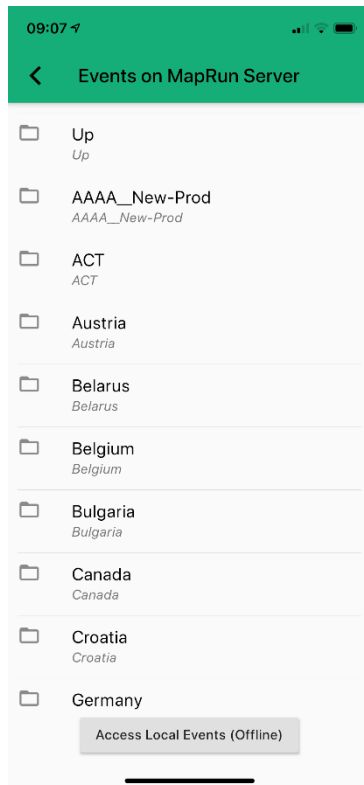 09:07
Events on MapRun Server
Up
Up
AAAA__New-Prod
AAAA__New-Prod
ACT
ACT
Austria
Austria
Belarus
Belarus
Belgium
Belgium
Bulgaria
Bulgaria
Canada
Canada
Croatia
Croatia
Germany
Access Local Events (Offline)